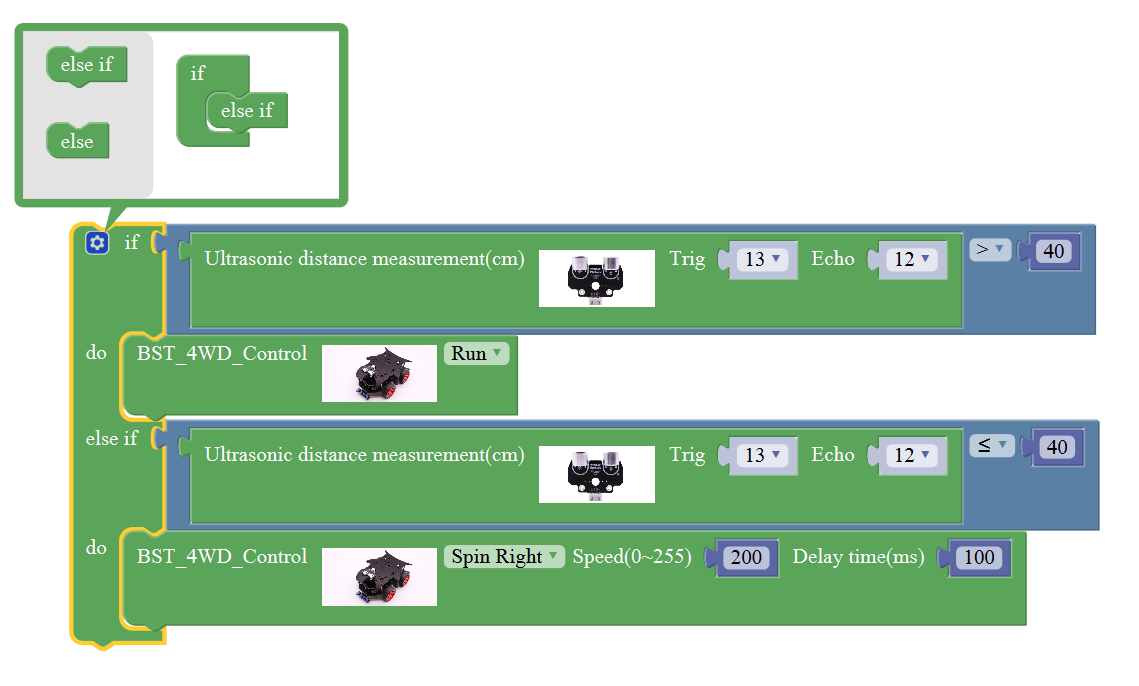 else if
else
if
else if
if Ultrasonic distance measurement(cm) Trig 13 Echo 12 > 40
do BST_4WD_Control Run
else if Ultrasonic distance measurement(cm) Trig 13 Echo 12 ≤ 40
do BST_4WD_Control Spin Right Speed(0~255) 200 Delay time(ms) 100